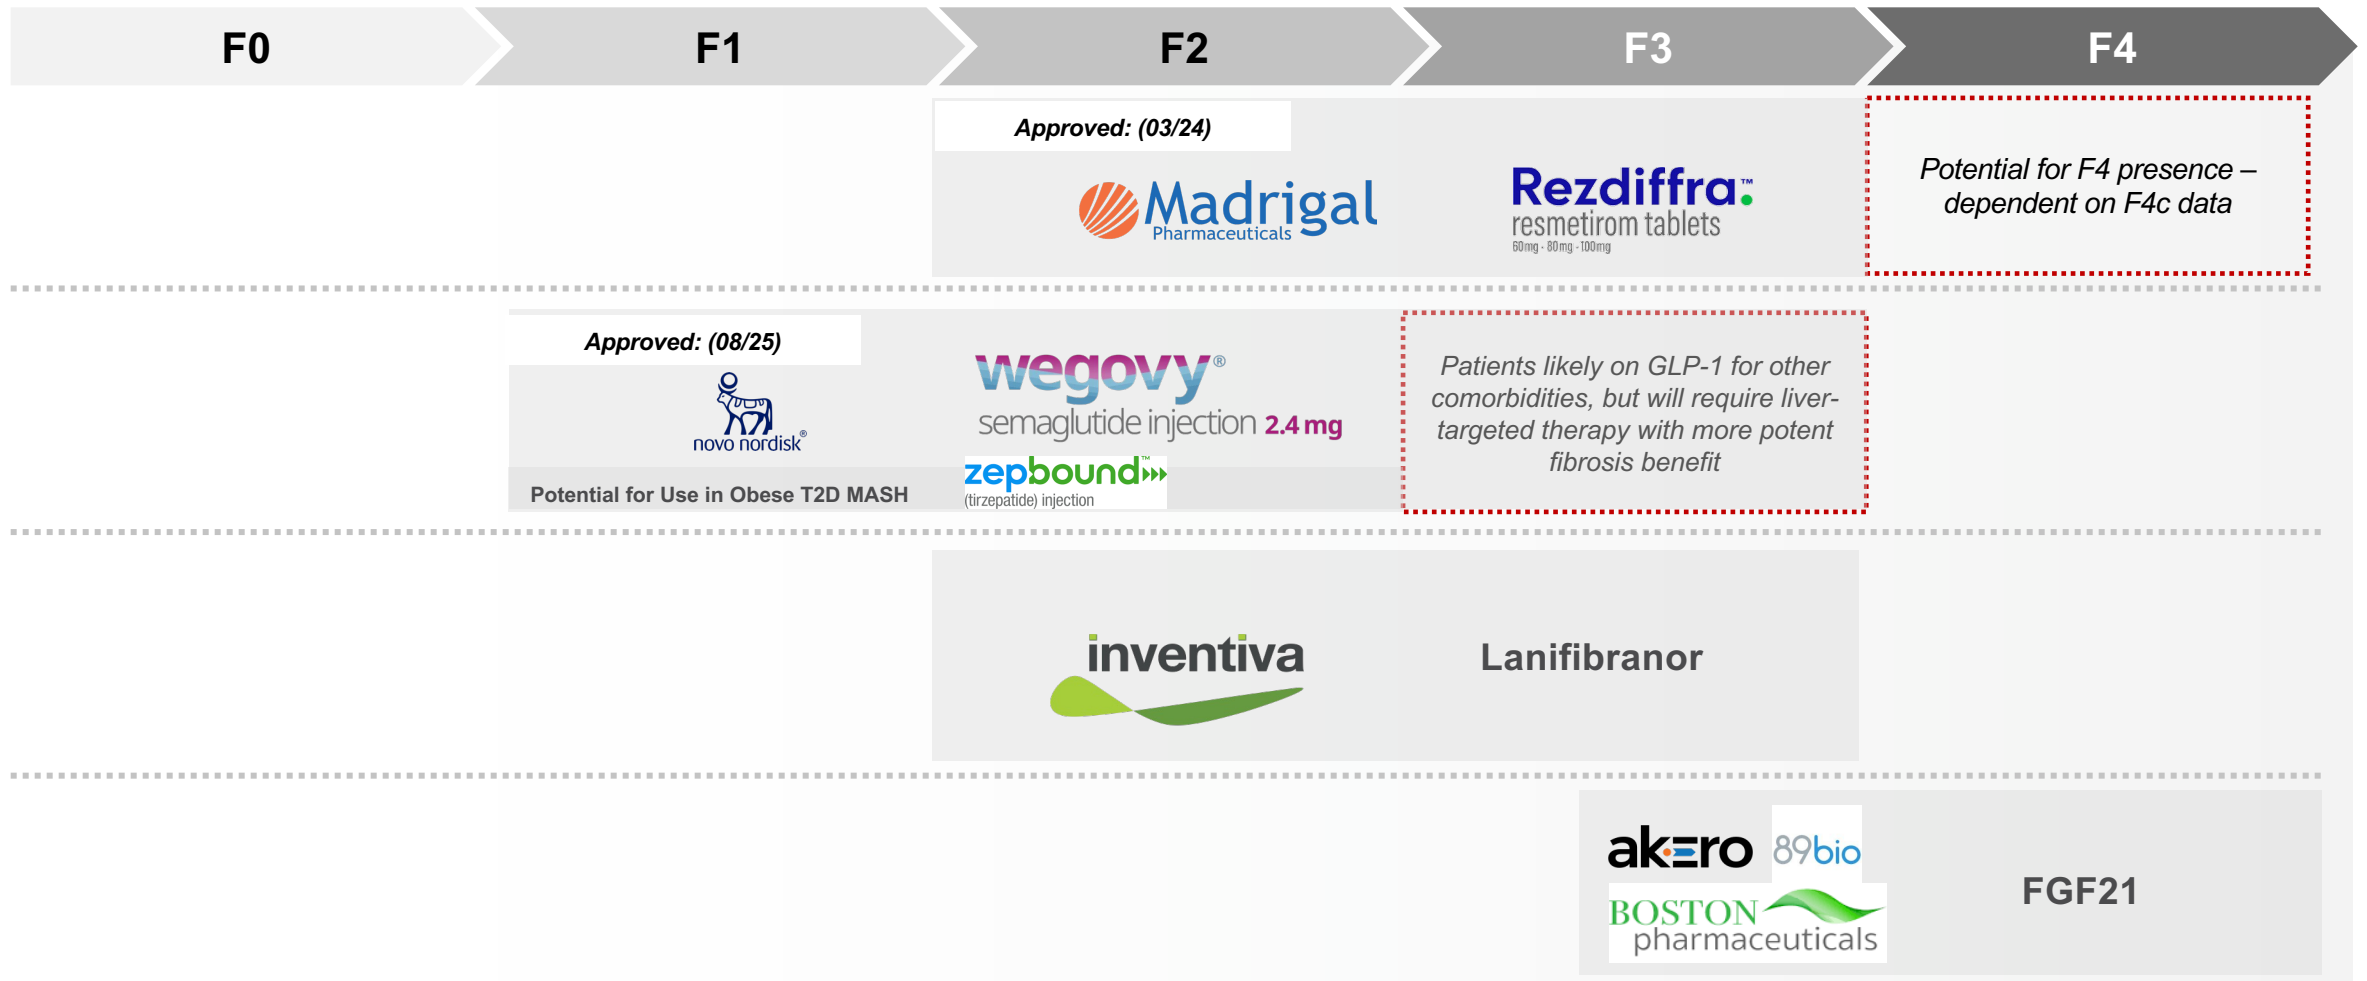 F0
F1
F2
F3
F4
Approved: (03/24)
Madrigal
Pharmaceuticals
Rezdiffra™
resmetirom tablets
60mg · 80mg · 100mg
Potential for F4 presence –
dependent on F4c data
Approved: (08/25)
novo nordisk®
wegovy®
semaglutide injection 2.4 mg
Potential for Use in Obese T2D MASH
zepbound™
(tirzepatide) injection
Patients likely on GLP-1 for other
comorbidities, but will require liver-
targeted therapy with more potent
fibrosis benefit
inventiva
Lanifibranor
akero
89bio
BOSTON
pharmaceuticals
FGF21